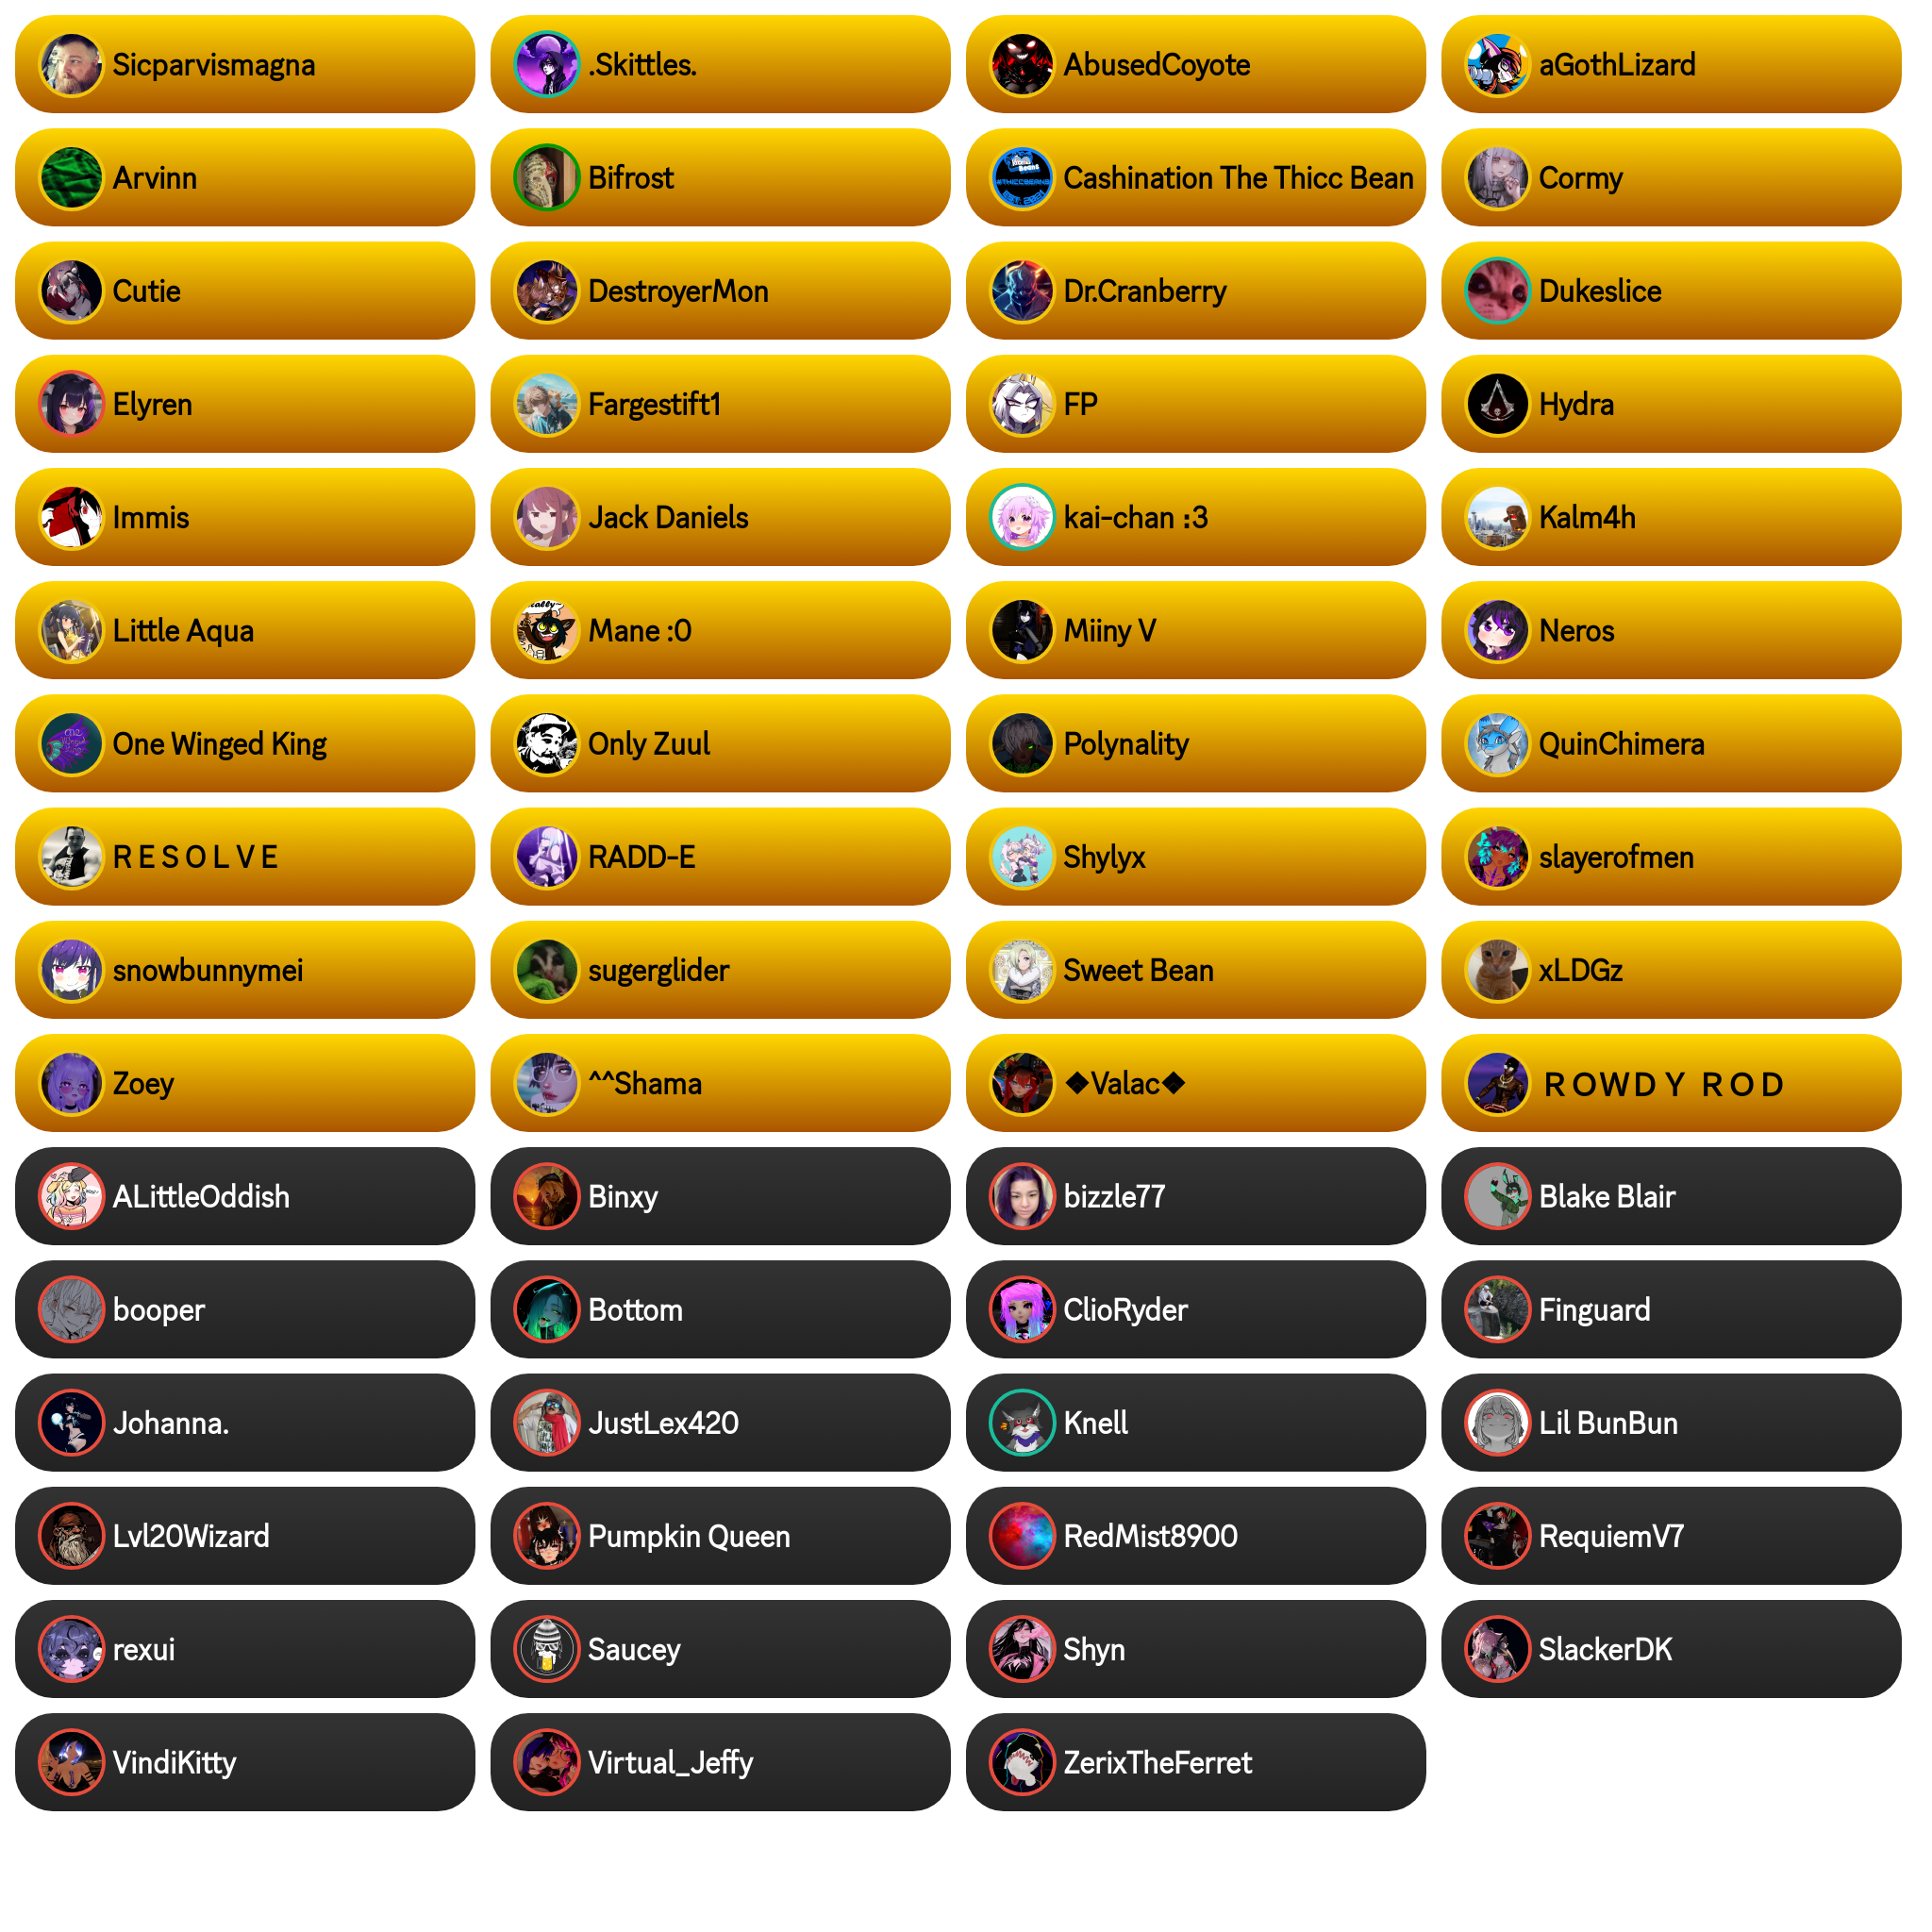 Sicparvismagna
.Skittles.
AbusedCoyote
aGothLizard
Arvinn
Bifrost
Cashination The Thicc Bean
Cormy
Cutie
DestroyerMon
Dr.Cranberry
Dukeslice
Elyren
Fargestift1
FP
Hydra
Immis
Jack Daniels
kai-chan :3
Kalm4h
Little Aqua
Mane :0
Miiny V
Neros
One Winged King
Only Zuul
Polynality
QuinChimera
R E S O L V E
RADD-E
Shylyx
slayerofmen
snowbunnymei
sugerglider
Sweet Bean
xLDGz
Zoey
^^Shama
❖Valac❖
R O W D Y R O D
ALittleOddish
Binxy
bizzle77
Blake Blair
booper
Bottom
ClioRyder
Finguard
Johanna.
JustLex420
Knell
Lil BunBun
Lvl20Wizard
Pumpkin Queen
RedMist8900
RequiemV7
rexui
Saucey
Shyn
SlackerDK
VindiKitty
Virtual_Jeffy
ZerixTheFerret